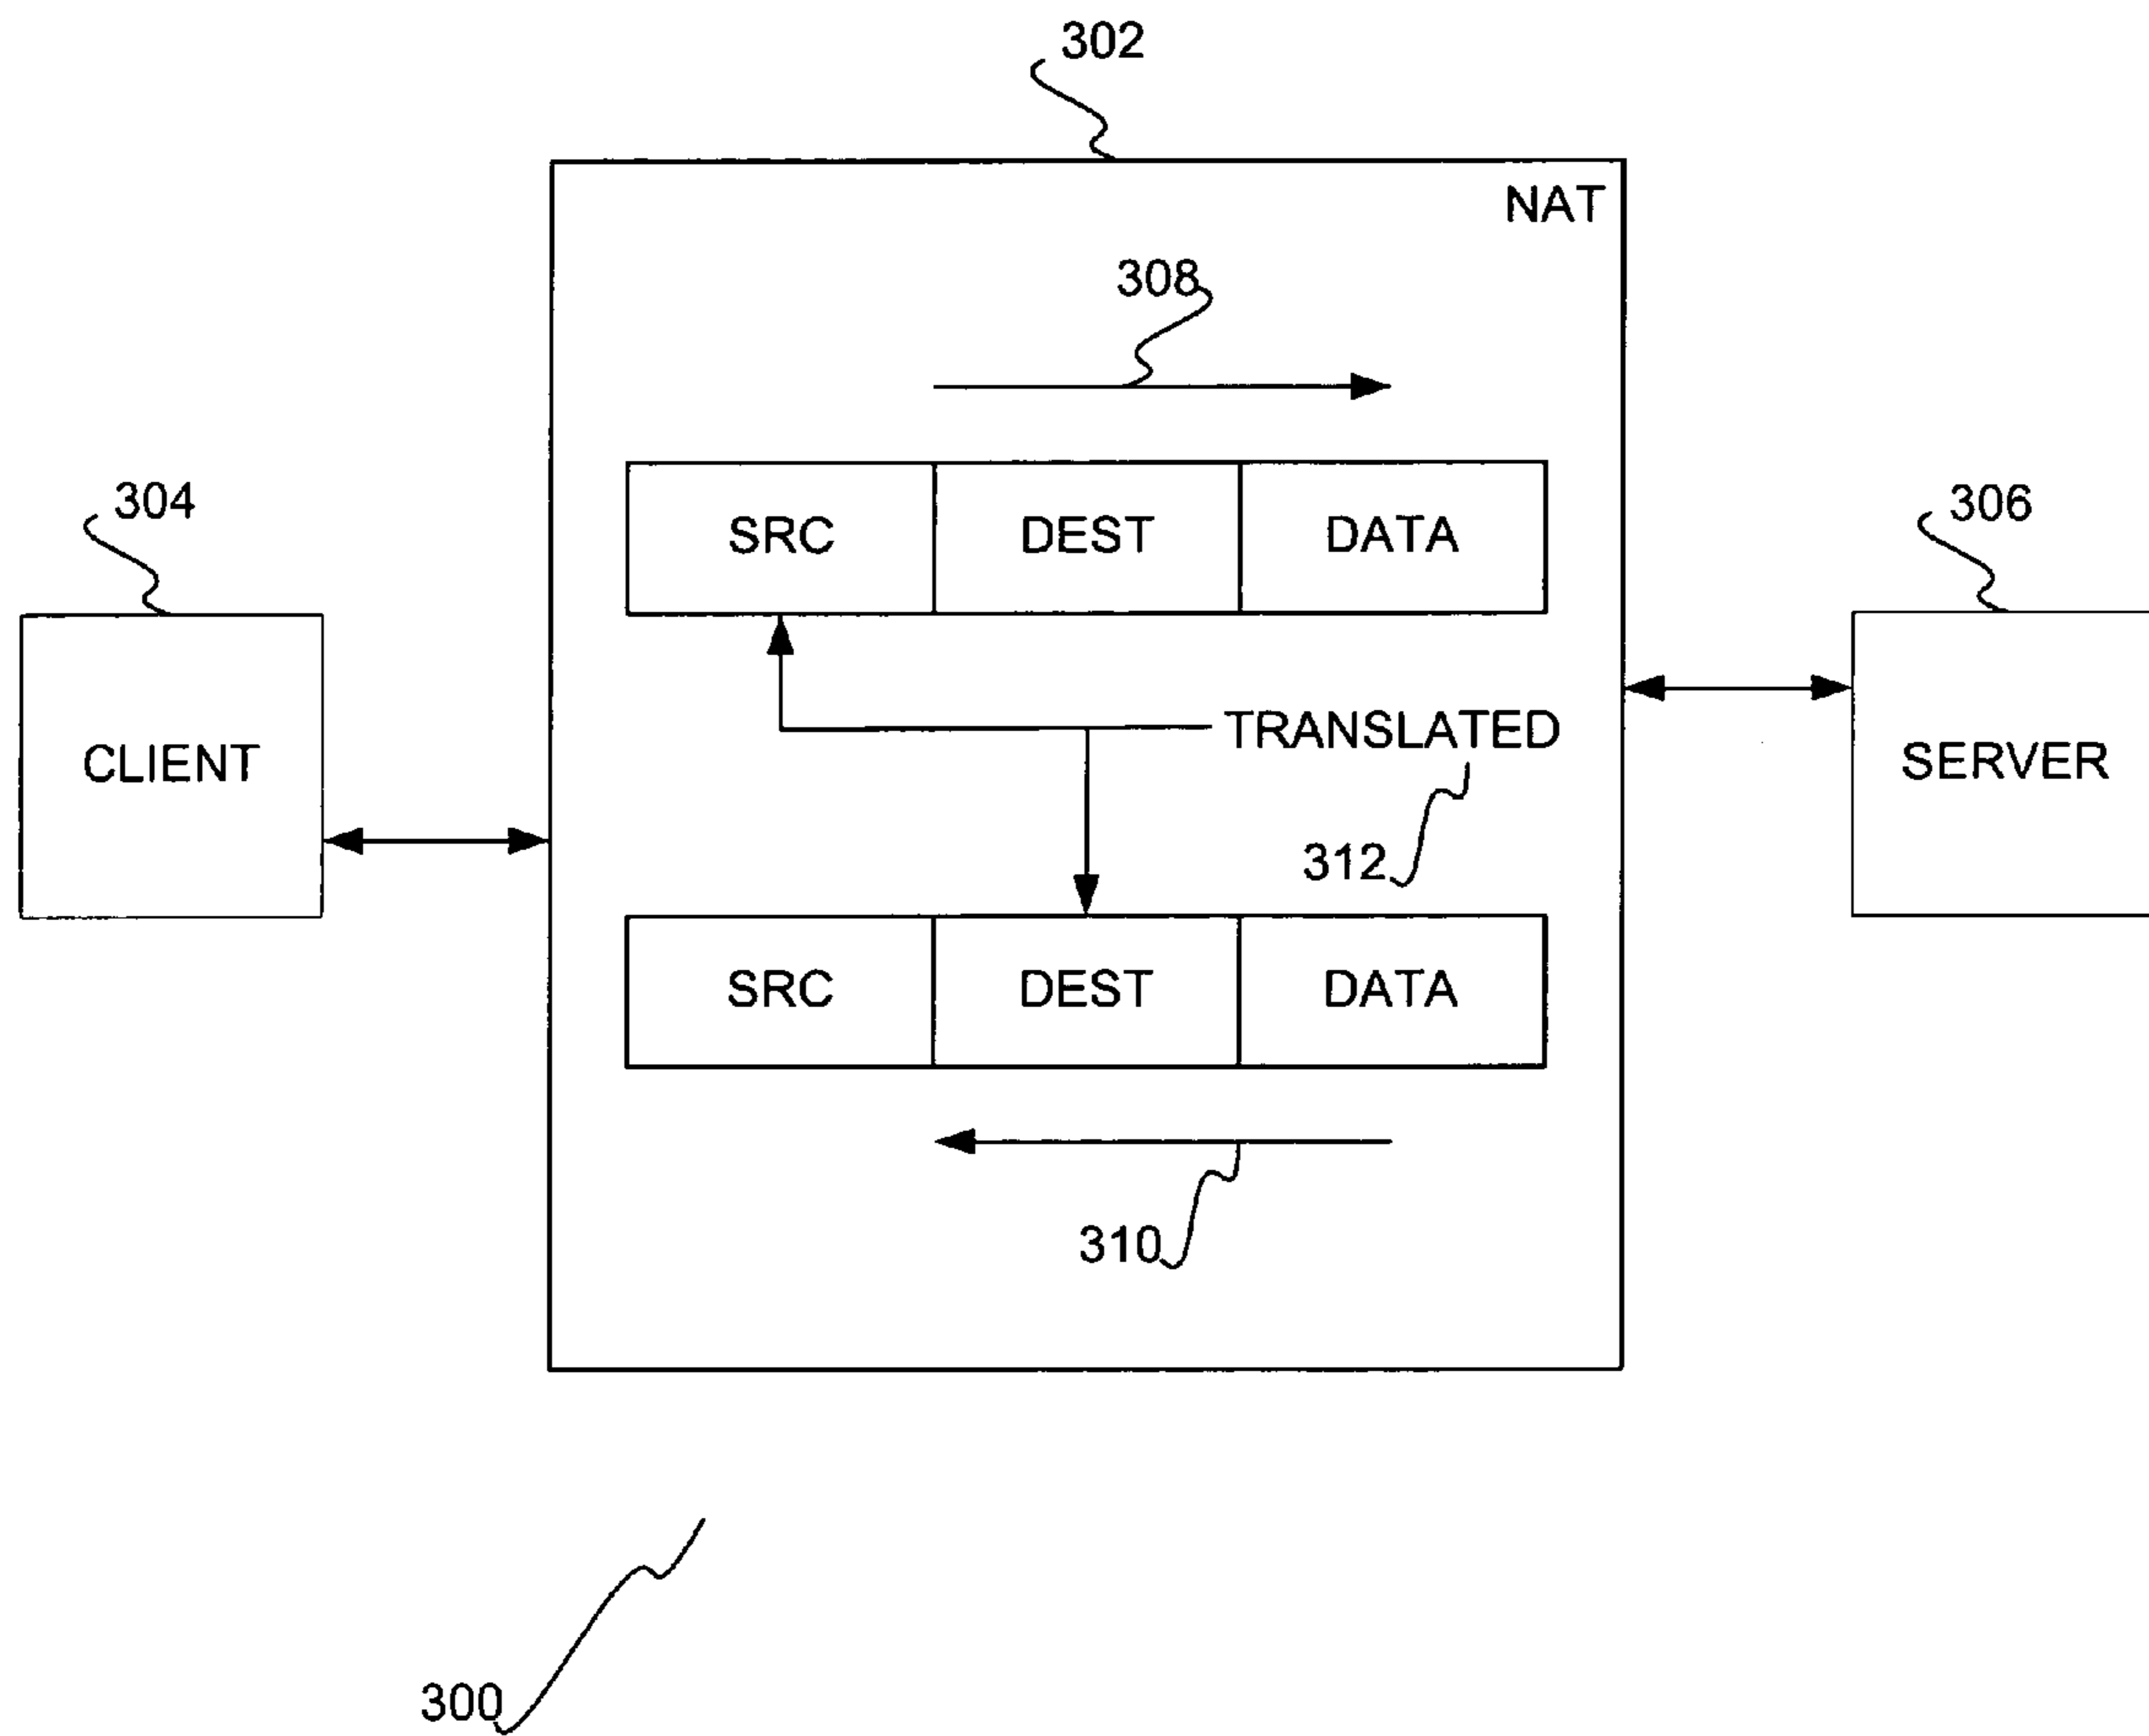 302
NAT
308
304
306
SRC DEST DATA
TRANSLATED
CLIENT
SERVER
312
SRC DEST DATA
310
300